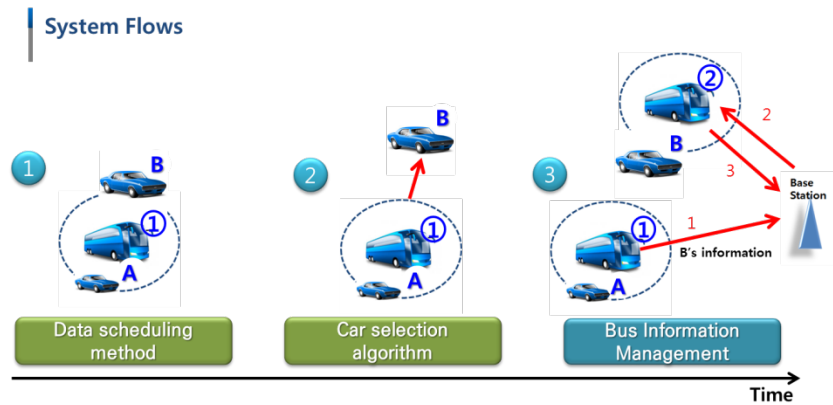 System Flows
1
B
①
A
Data scheduling
method
2
B
①
A
Car selection
algorithm
3
②
B
①
A
1
2
3
B's information
Base
Station
Bus Information
Management
Time